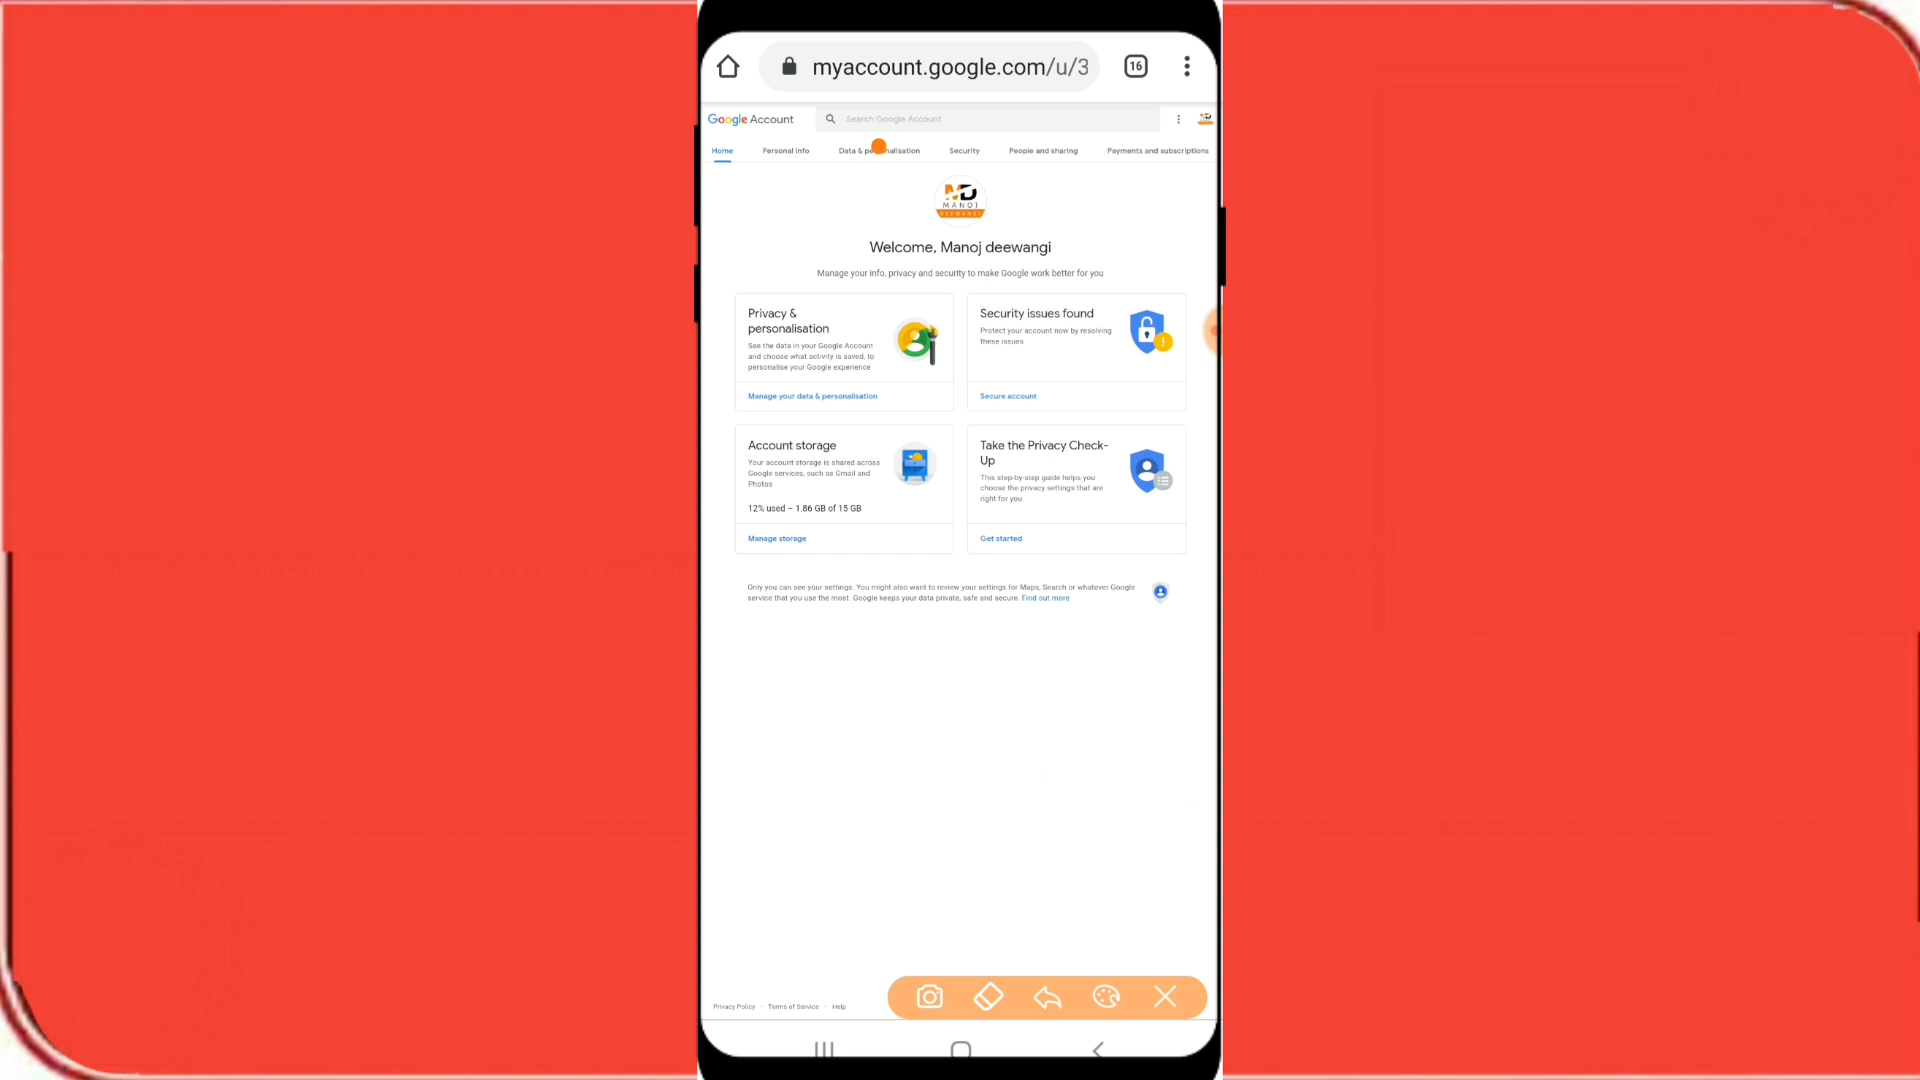 myaccount.google.com/u/3
16
Google Account
Search Google Account
Home
Personal info
Data & pe nalisation
Security
People and sharing
Payments and subscriptions
MD
MANOJ
DEEWANGI
Welcome, Manoj deewangi
Manage your info, privacy and security to make Google work better for you
Privacy &
personalisation
See the data in your Google Account
and choose what activity is saved, to
personalise your Google experience
Manage your data & personalisation
Security issues found
Protect your account now by resolving
these issues
Secure account
Account storage
Your account storage is shared across
Google services, such as Gmail and
Photos
12% used – 1.86 GB of 15 GB
Manage storage
Take the Privacy Check-
Up
This step-by-step guide helps you
choose the privacy settings that are
right for you
Get started
Only you can see your settings. You might also want to review your settings for Maps, Search or whatever Google
service that you use the most. Google keeps your data private, safe and secure. Find out more
Privacy Policy · Terms of Service · Help